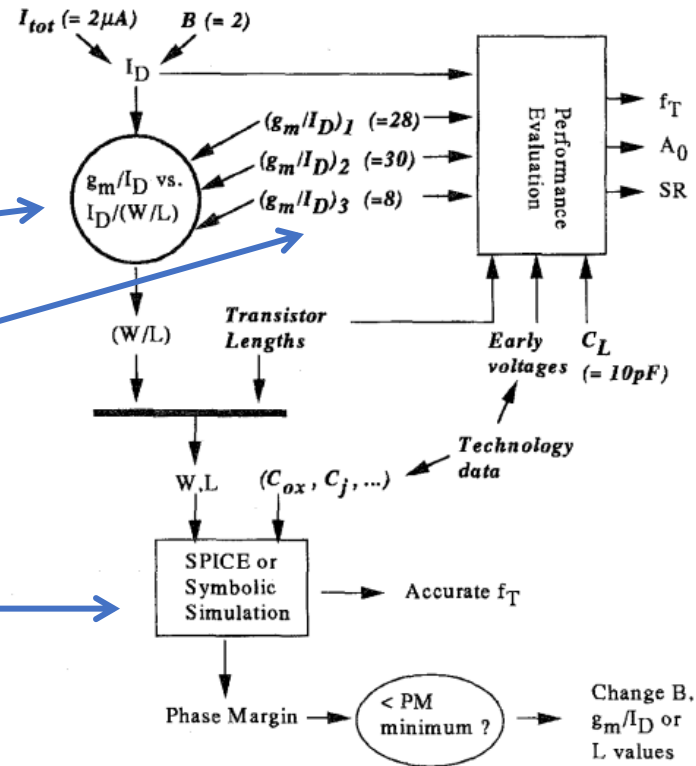 I_tot (= 2μA)
B (= 2)
I_D
(g_m/I_D)_1 (=28)
(g_m/I_D)_2 (=30)
(g_m/I_D)_3 (=8)
g_m/I_D vs.
I_D/(W/L)
Performance
Evaluation
f_T
A_0
SR
(W/L)
Transistor
Lengths
Early
voltages
C_L
(= 10pF)
Technology
data
W,L
(C_ox, C_j, ...)
SPICE or
Symbolic
Simulation
Accurate f_T
Phase Margin
< PM
minimum ?
Change B,
g_m/I_D or
L values